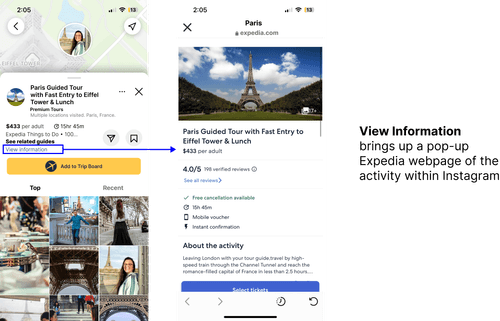 2:05
EIFFEL TOWER
Paris Guided Tour
with Fast Entry to Eiffel
Tower & Lunch
Premium Tours
Multiple locations visited. Paris, France.
$433 per adult 15h 45m
Expedia Things to Do • 100...
See related guides
View information
Add to Trip Board
Top Recent
2:05
Paris
expedia.com
Paris Guided Tour with Fast Entry to
Eiffel Tower & Lunch
$433 per adult
4.0/5 198 verified reviews
See all reviews
Free cancellation available
15h 45m
Mobile voucher
Instant confirmation
About the activity
Leaving London with your tour guide,travel by high-
speed train through the Channel Tunnel and reach the
romance-filled capital of France in less than 2.5 hours....
Select tickets
View Information
brings up a pop-up
Expedia webpage of the
activity within Instagram